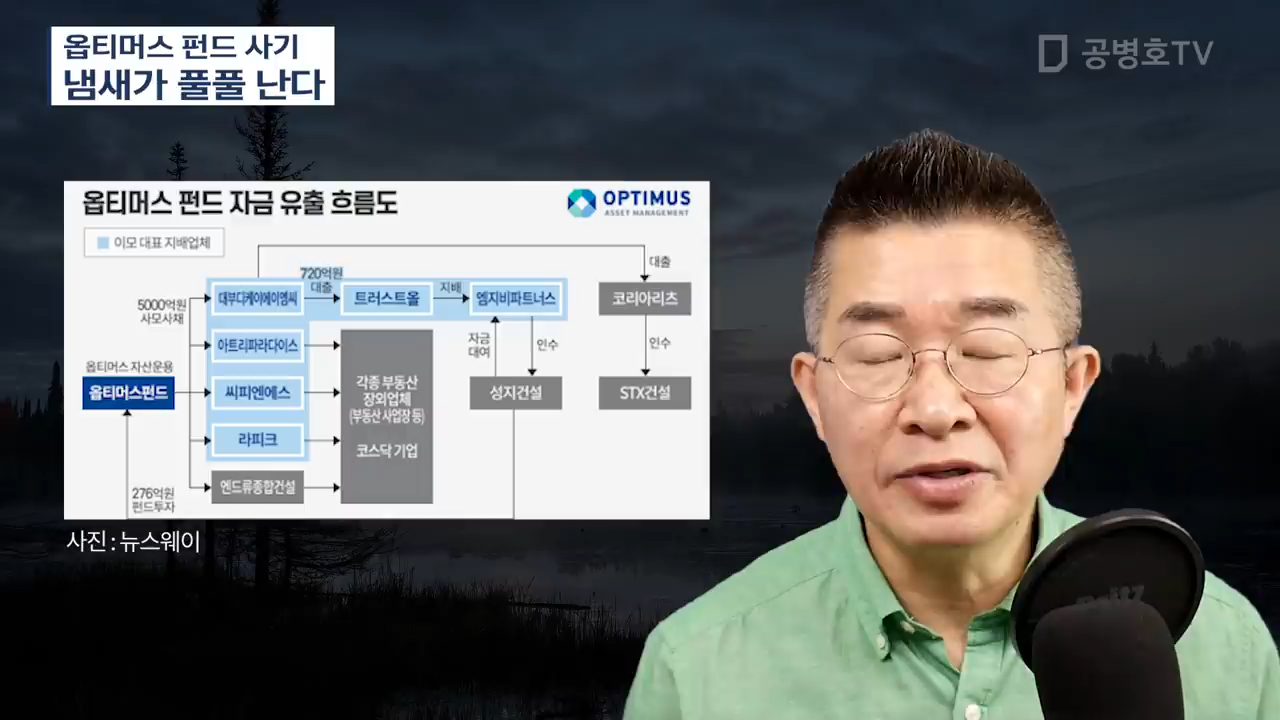 옵티머스 펀드 사기
냄새가 풀풀 난다
공병호TV
옵티머스 펀드 자금 유출 흐름도
OPTIMUS
ASSET MANAGEMENT
이모 대표 지배업체
대출
720억원
대출
지배
5000억원
사모사채
대부디케이에이엠씨
트러스트올
엠지비파트너스
코리아리츠
아트리파라다이스
자금
대여
인수
인수
옵티머스 자산운용
옵티머스펀드
씨피엔에스
각종 부동산
장외업체
(부동산 사업장 등)
코스닥 기업
성지건설
STX건설
라피크
엔드류종합건설
276억원
펀드투자
사진 : 뉴스웨이